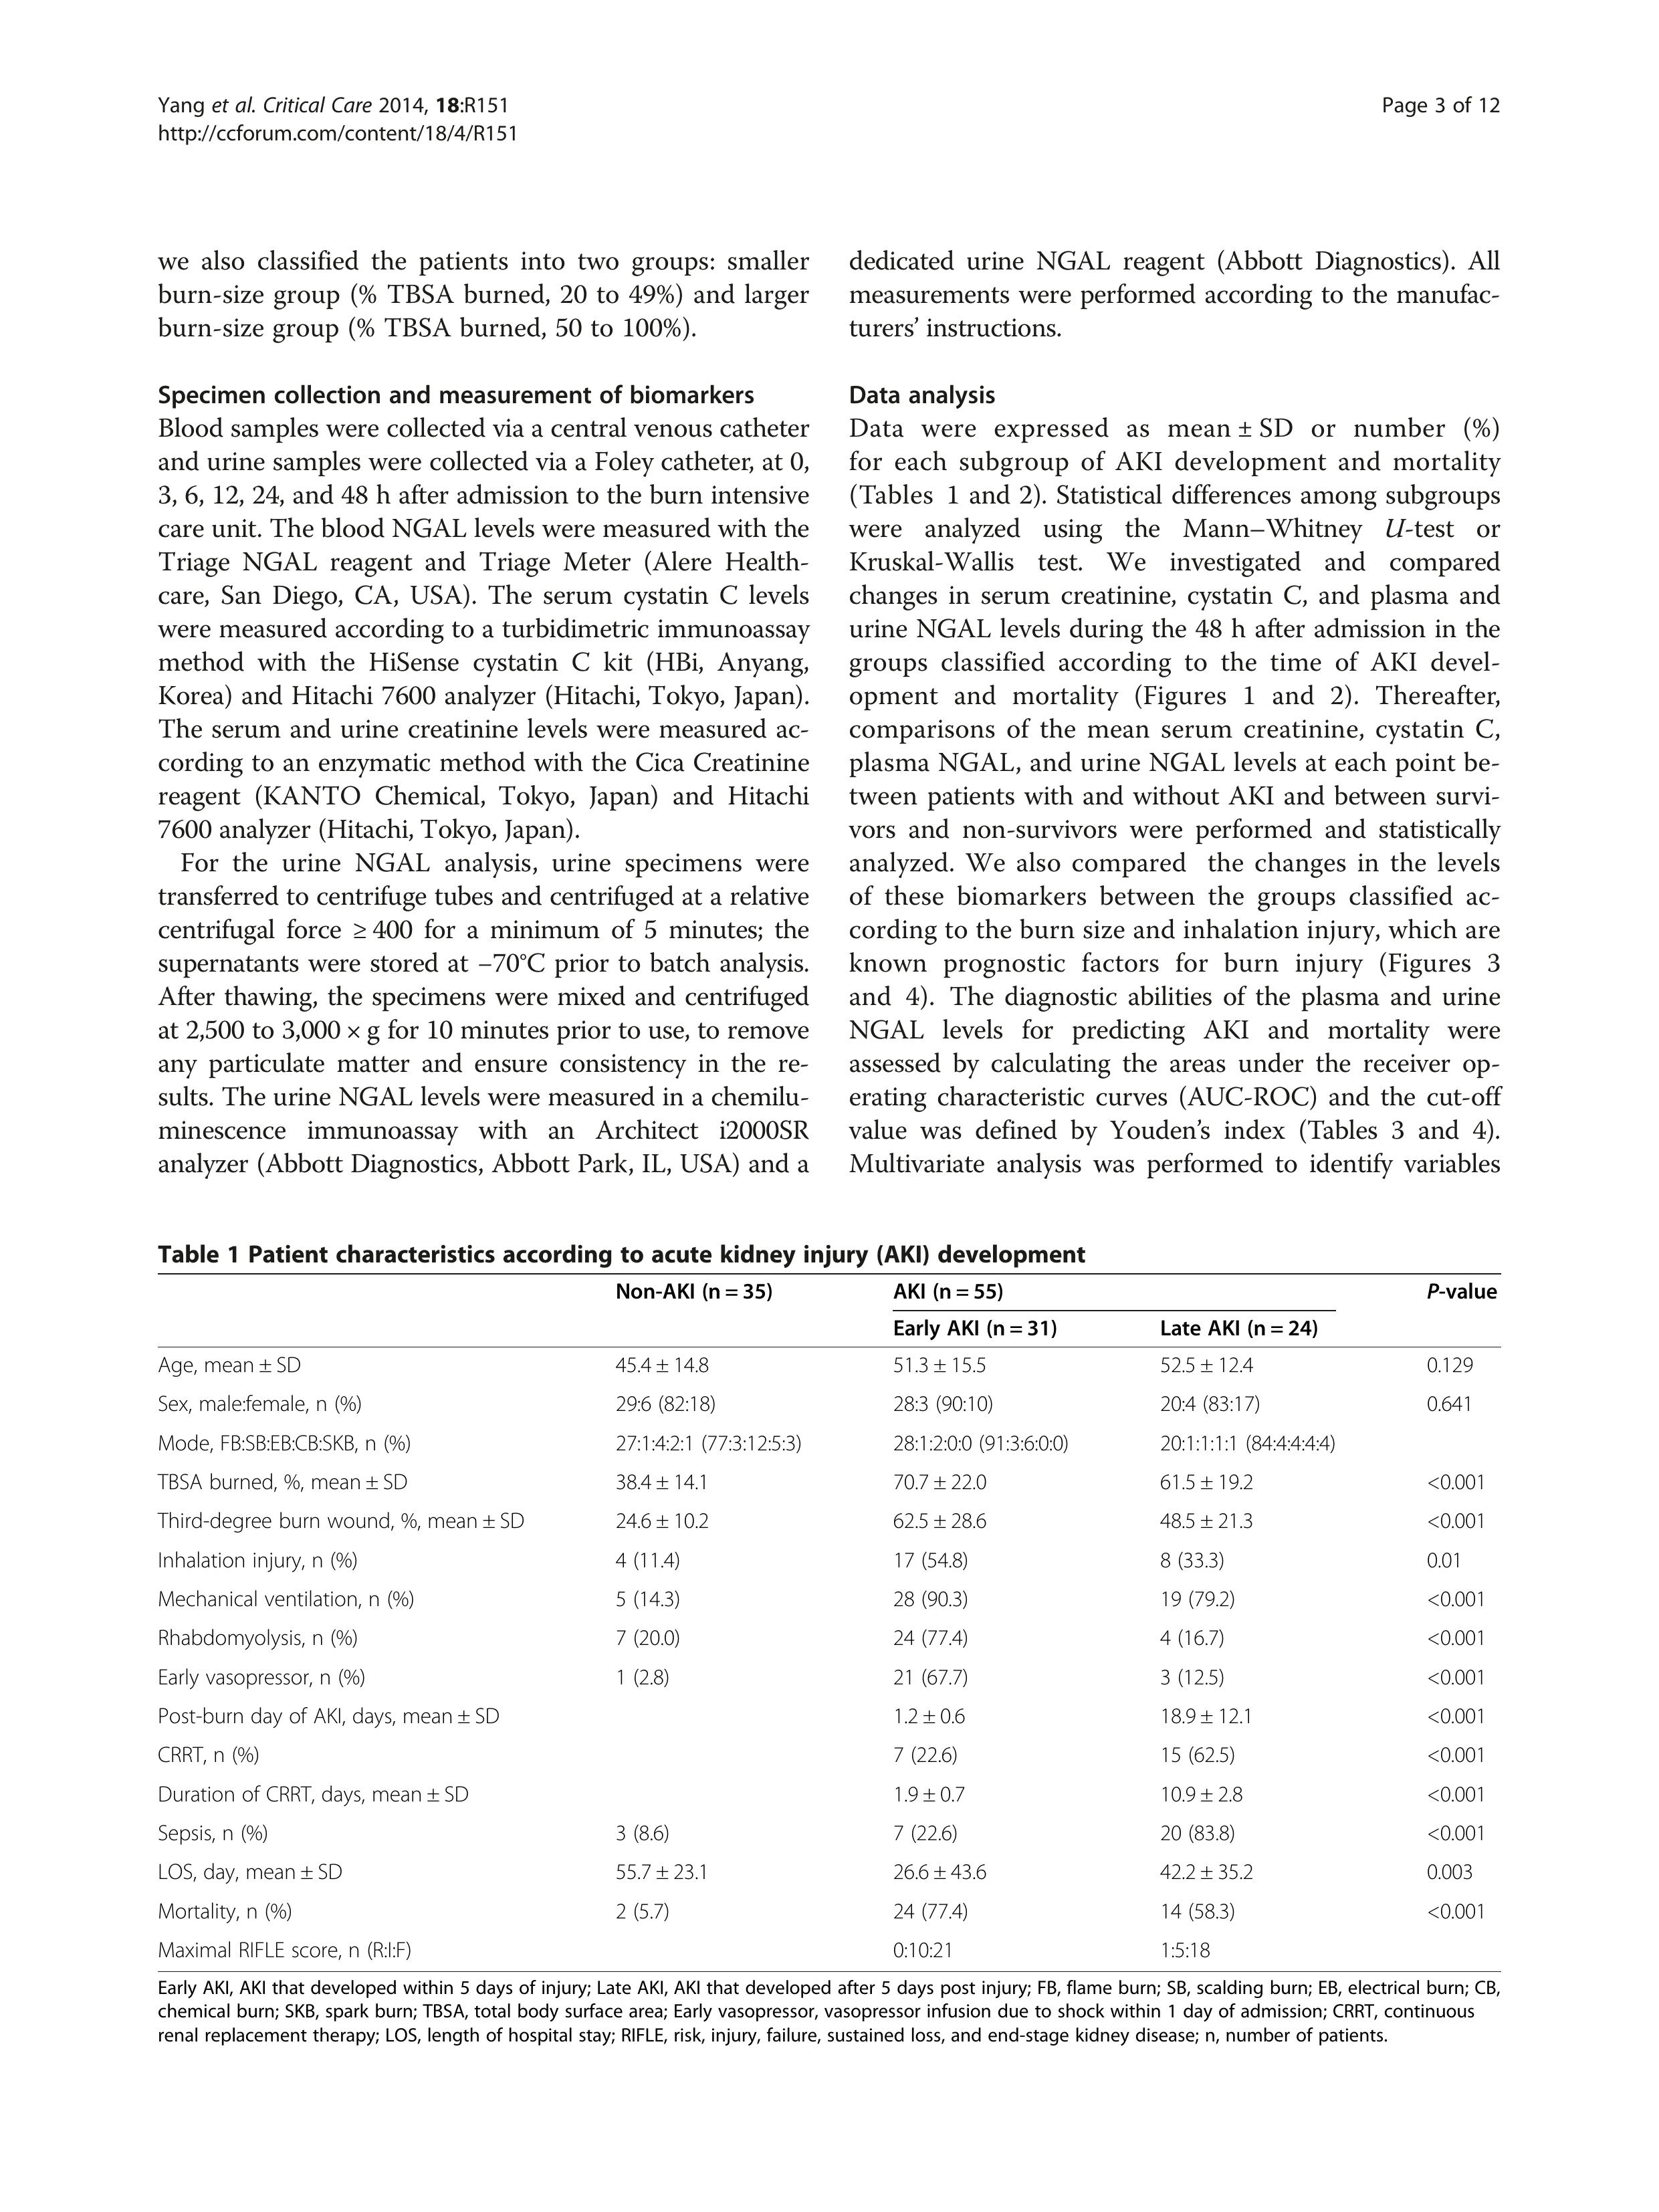 Yang et al. Critical Care 2014, 18:R151
http://ccforum.com/content/18/4/R151
Page 3 of 12
we also classified the patients into two groups: smaller
burn-size group (% TBSA burned, 20 to 49%) and larger
burn-size group (% TBSA burned, 50 to 100%).
Specimen collection and measurement of biomarkers
Blood samples were collected via a central venous catheter
and urine samples were collected via a Foley catheter, at 0,
3, 6, 12, 24, and 48 h after admission to the burn intensive
care unit. The blood NGAL levels were measured with the
Triage NGAL reagent and Triage Meter (Alere Health-
care, San Diego, CA, USA). The serum cystatin C levels
were measured according to a turbidimetric immunoassay
method with the HiSense cystatin C kit (HBi, Anyang,
Korea) and Hitachi 7600 analyzer (Hitachi, Tokyo, Japan).
The serum and urine creatinine levels were measured ac-
cording to an enzymatic method with the Cica Creatinine
reagent (KANTO Chemical, Tokyo, Japan) and Hitachi
7600 analyzer (Hitachi, Tokyo, Japan).
For the urine NGAL analysis, urine specimens were
transferred to centrifuge tubes and centrifuged at a relative
centrifugal force ≥ 400 for a minimum of 5 minutes; the
supernatants were stored at –70°C prior to batch analysis.
After thawing, the specimens were mixed and centrifuged
at 2,500 to 3,000 × g for 10 minutes prior to use, to remove
any particulate matter and ensure consistency in the re-
sults. The urine NGAL levels were measured in a chemilu-
minescence immunoassay with an Architect i2000SR
analyzer (Abbott Diagnostics, Abbott Park, IL, USA) and a
dedicated urine NGAL reagent (Abbott Diagnostics). All
measurements were performed according to the manufac-
turers' instructions.
Data analysis
Data were expressed as mean ± SD or number (%)
for each subgroup of AKI development and mortality
(Tables 1 and 2). Statistical differences among subgroups
were analyzed using the Mann–Whitney U-test or
Kruskal-Wallis test. We investigated and compared
changes in serum creatinine, cystatin C, and plasma and
urine NGAL levels during the 48 h after admission in the
groups classified according to the time of AKI devel-
opment and mortality (Figures 1 and 2). Thereafter,
comparisons of the mean serum creatinine, cystatin C,
plasma NGAL, and urine NGAL levels at each point be-
tween patients with and without AKI and between survi-
vors and non-survivors were performed and statistically
analyzed. We also compared the changes in the levels
of these biomarkers between the groups classified ac-
cording to the burn size and inhalation injury, which are
known prognostic factors for burn injury (Figures 3
and 4). The diagnostic abilities of the plasma and urine
NGAL levels for predicting AKI and mortality were
assessed by calculating the areas under the receiver op-
erating characteristic curves (AUC-ROC) and the cut-off
value was defined by Youden's index (Tables 3 and 4).
Multivariate analysis was performed to identify variables
Table 1 Patient characteristics according to acute kidney injury (AKI) development
Non-AKI (n = 35) AKI (n = 55) P-value
Early AKI (n = 31) Late AKI (n = 24)
Age, mean ± SD 45.4 ± 14.8 51.3 ± 15.5 52.5 ± 12.4 0.129
Sex, male:female, n (%) 29:6 (82:18) 28:3 (90:10) 20:4 (83:17) 0.641
Mode, FB:SB:EB:CB:SKB, n (%) 27:1:4:2:1 (77:3:12:5:3) 28:1:2:0:0 (91:3:6:0:0) 20:1:1:1:1 (84:4:4:4:4)
TBSA burned, %, mean ± SD 38.4 ± 14.1 70.7 ± 22.0 61.5 ± 19.2 <0.001
Third-degree burn wound, %, mean ± SD 24.6 ± 10.2 62.5 ± 28.6 48.5 ± 21.3 <0.001
Inhalation injury, n (%) 4 (11.4) 17 (54.8) 8 (33.3) 0.01
Mechanical ventilation, n (%) 5 (14.3) 28 (90.3) 19 (79.2) <0.001
Rhabdomyolysis, n (%) 7 (20.0) 24 (77.4) 4 (16.7) <0.001
Early vasopressor, n (%) 1 (2.8) 21 (67.7) 3 (12.5) <0.001
Post-burn day of AKI, days, mean ± SD 1.2 ± 0.6 18.9 ± 12.1 <0.001
CRRT, n (%) 7 (22.6) 15 (62.5) <0.001
Duration of CRRT, days, mean ± SD 1.9 ± 0.7 10.9 ± 2.8 <0.001
Sepsis, n (%) 3 (8.6) 7 (22.6) 20 (83.8) <0.001
LOS, day, mean ± SD 55.7 ± 23.1 26.6 ± 43.6 42.2 ± 35.2 0.003
Mortality, n (%) 2 (5.7) 24 (77.4) 14 (58.3) <0.001
Maximal RIFLE score, n (R:I:F) 0:10:21 1:5:18
Early AKI, AKI that developed within 5 days of injury; Late AKI, AKI that developed after 5 days post injury; FB, flame burn; SB, scalding burn; EB, electrical burn; CB,
chemical burn; SKB, spark burn; TBSA, total body surface area; Early vasopressor, vasopressor infusion due to shock within 1 day of admission; CRRT, continuous
renal replacement therapy; LOS, length of hospital stay; RIFLE, risk, injury, failure, sustained loss, and end-stage kidney disease; n, number of patients.